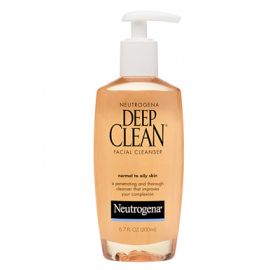 NEUTROGENA
DEEP
CLEAN
FACIAL CLEANSER
normal to oily skin
a penetrating and thorough
cleanser that improves
your complexion.
Neutrogena®
6.7 fl oz (200ml)